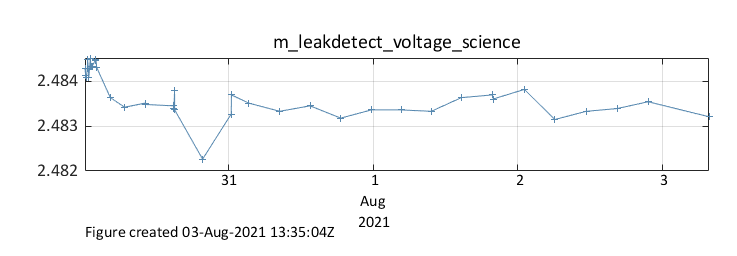 m_leakdetect_voltage_science
2.484
2.483
2.482
31 1 2 3
Aug
2021
Figure created 03-Aug-2021 13:35:04Z